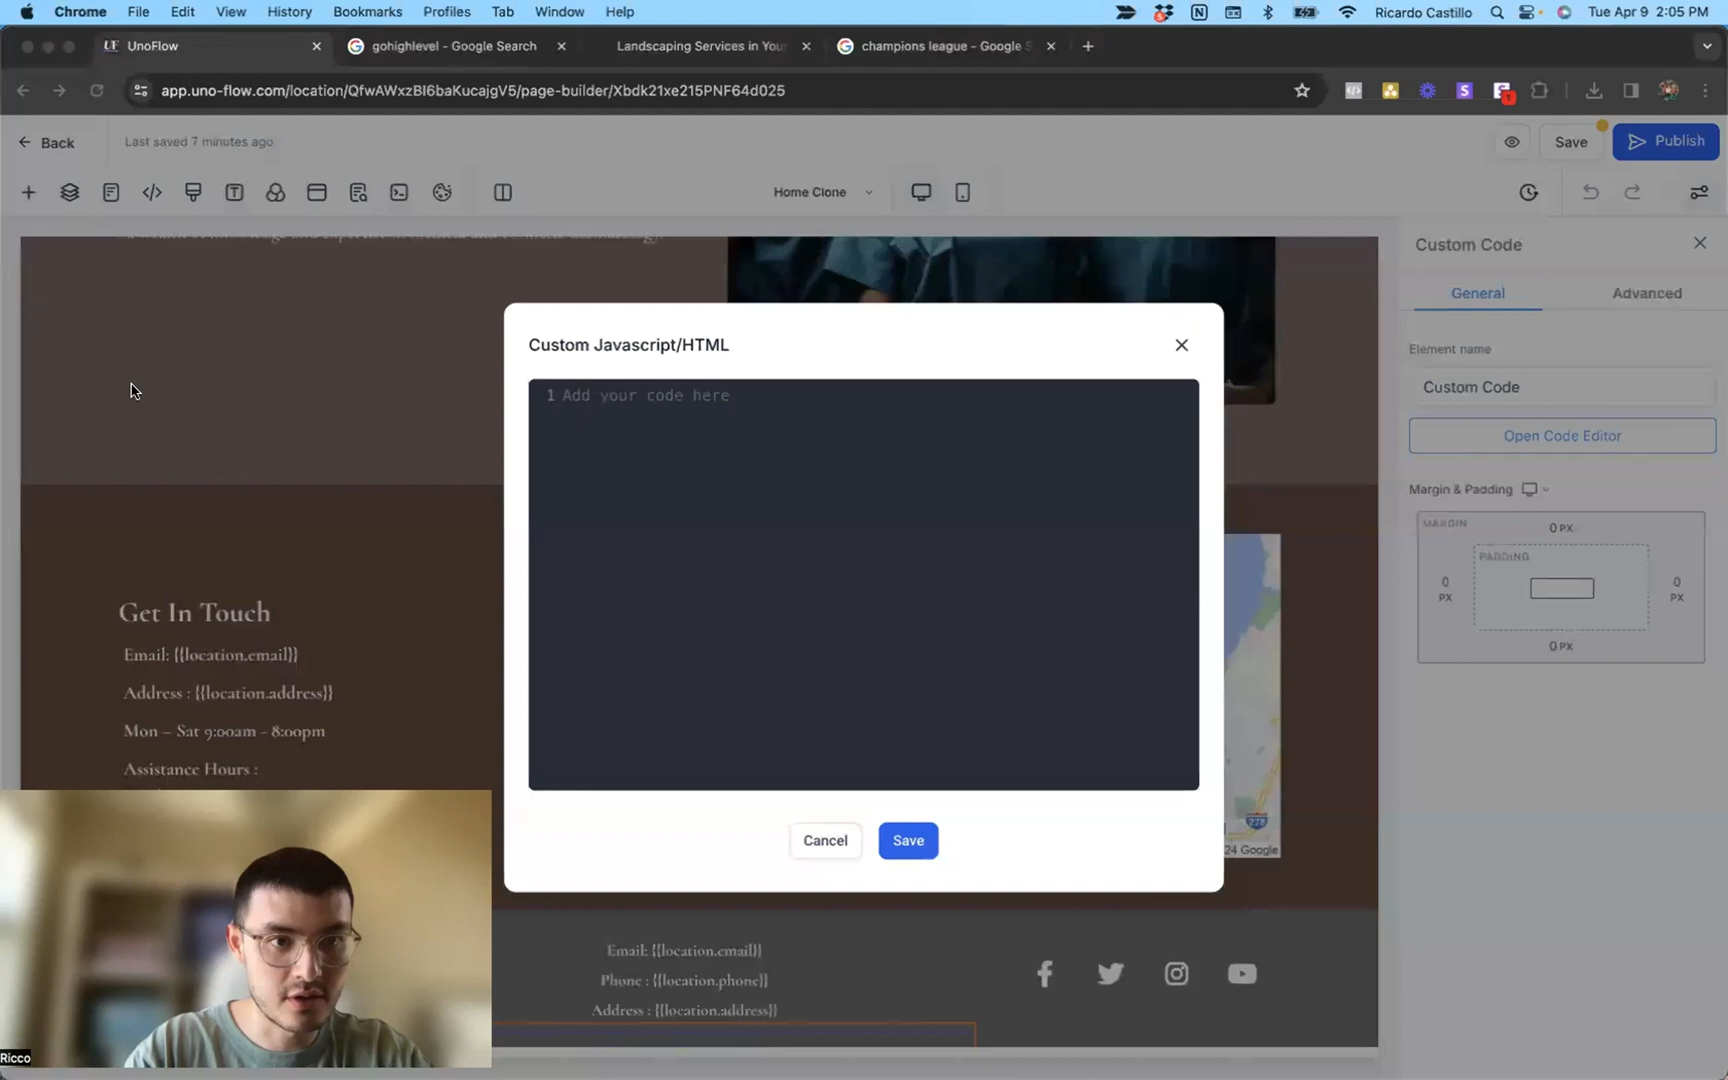 Chrome File Edit View History Bookmarks Profiles Tab Window Help Ricardo Castillo Tue Apr 9 2:05 PM
UnoFlow gohighlevel - Google Search Landscaping Services in You champions league - Google S
app.uno-flow.com/location/QfwAWxzBI6baKucajgV5/page-builder/Xbdk21xe215PNF64d025
Back Last saved 7 minutes ago Save Publish
Home Clone
Custom Code
General Advanced
Element name
Custom Code
Open Code Editor
Margin & Padding
MARGIN 0 PX
PADDING
0 PX 0 PX
0 PX
Custom Javascript/HTML
1 Add your code here
Cancel Save
Get In Touch
Email: {{location.email}}
Address : {{location.address}}
Mon – Sat 9:00am - 8:00pm
Assistance Hours :
278
24 Google
Email: {{location.email}}
Phone : {{location.phone}}
Address : {{location.address}}
Ricco